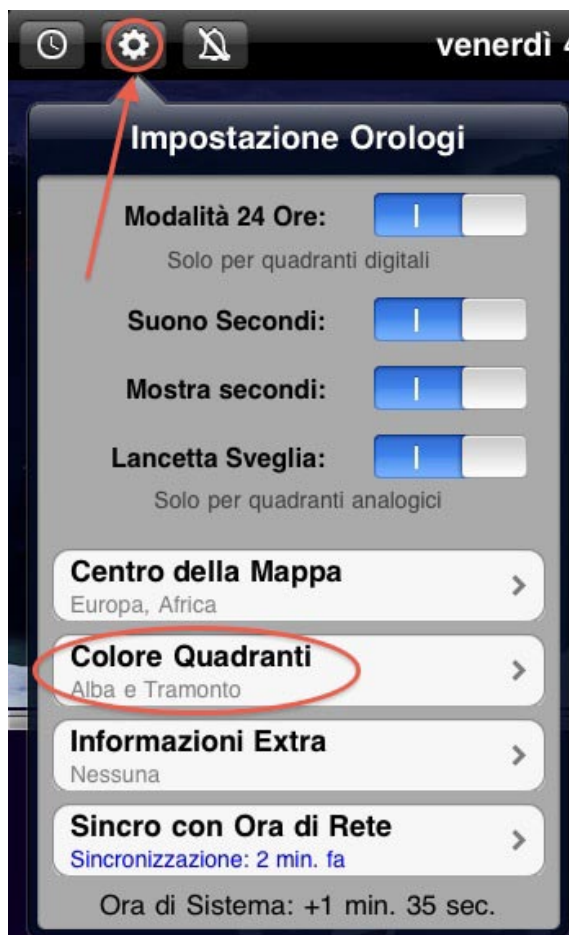 venerdì 4
Impostazione Orologi
Modalità 24 Ore:
Solo per quadranti digitali
Suono Secondi:
Mostra secondi:
Lancetta Sveglia:
Solo per quadranti analogici
Centro della Mappa
Europa, Africa
Colore Quadranti
Alba e Tramonto
Informazioni Extra
Nessuna
Sincro con Ora di Rete
Sincronizzazione: 2 min. fa
Ora di Sistema: +1 min. 35 sec.